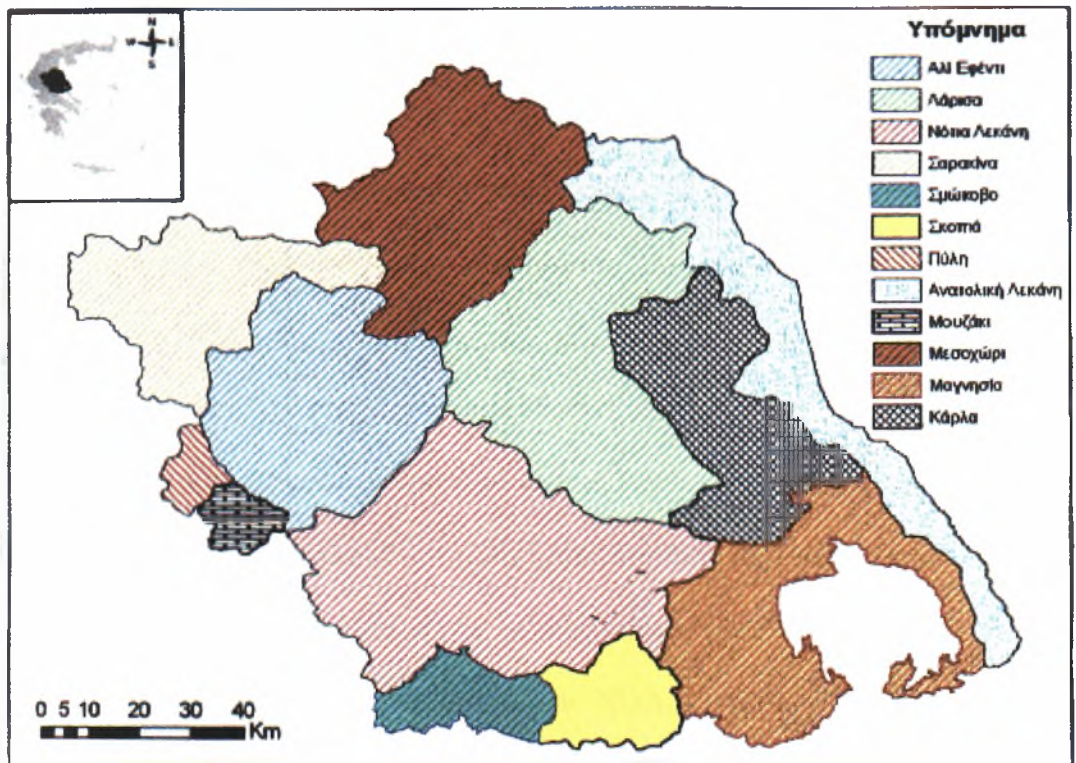 N
W E
S
Υπόμνημα
Αλί Εφέντι
Λάρισα
Νότια Λεκάνη
Σαρακίνα
Σμώκοβο
Σκοπιά
Πύλη
Ανατολική Λεκάνη
Μουζάκι
Μεσοχώρι
Μαγνησία
Κάρλα
0 5 10 20 30 40
Km